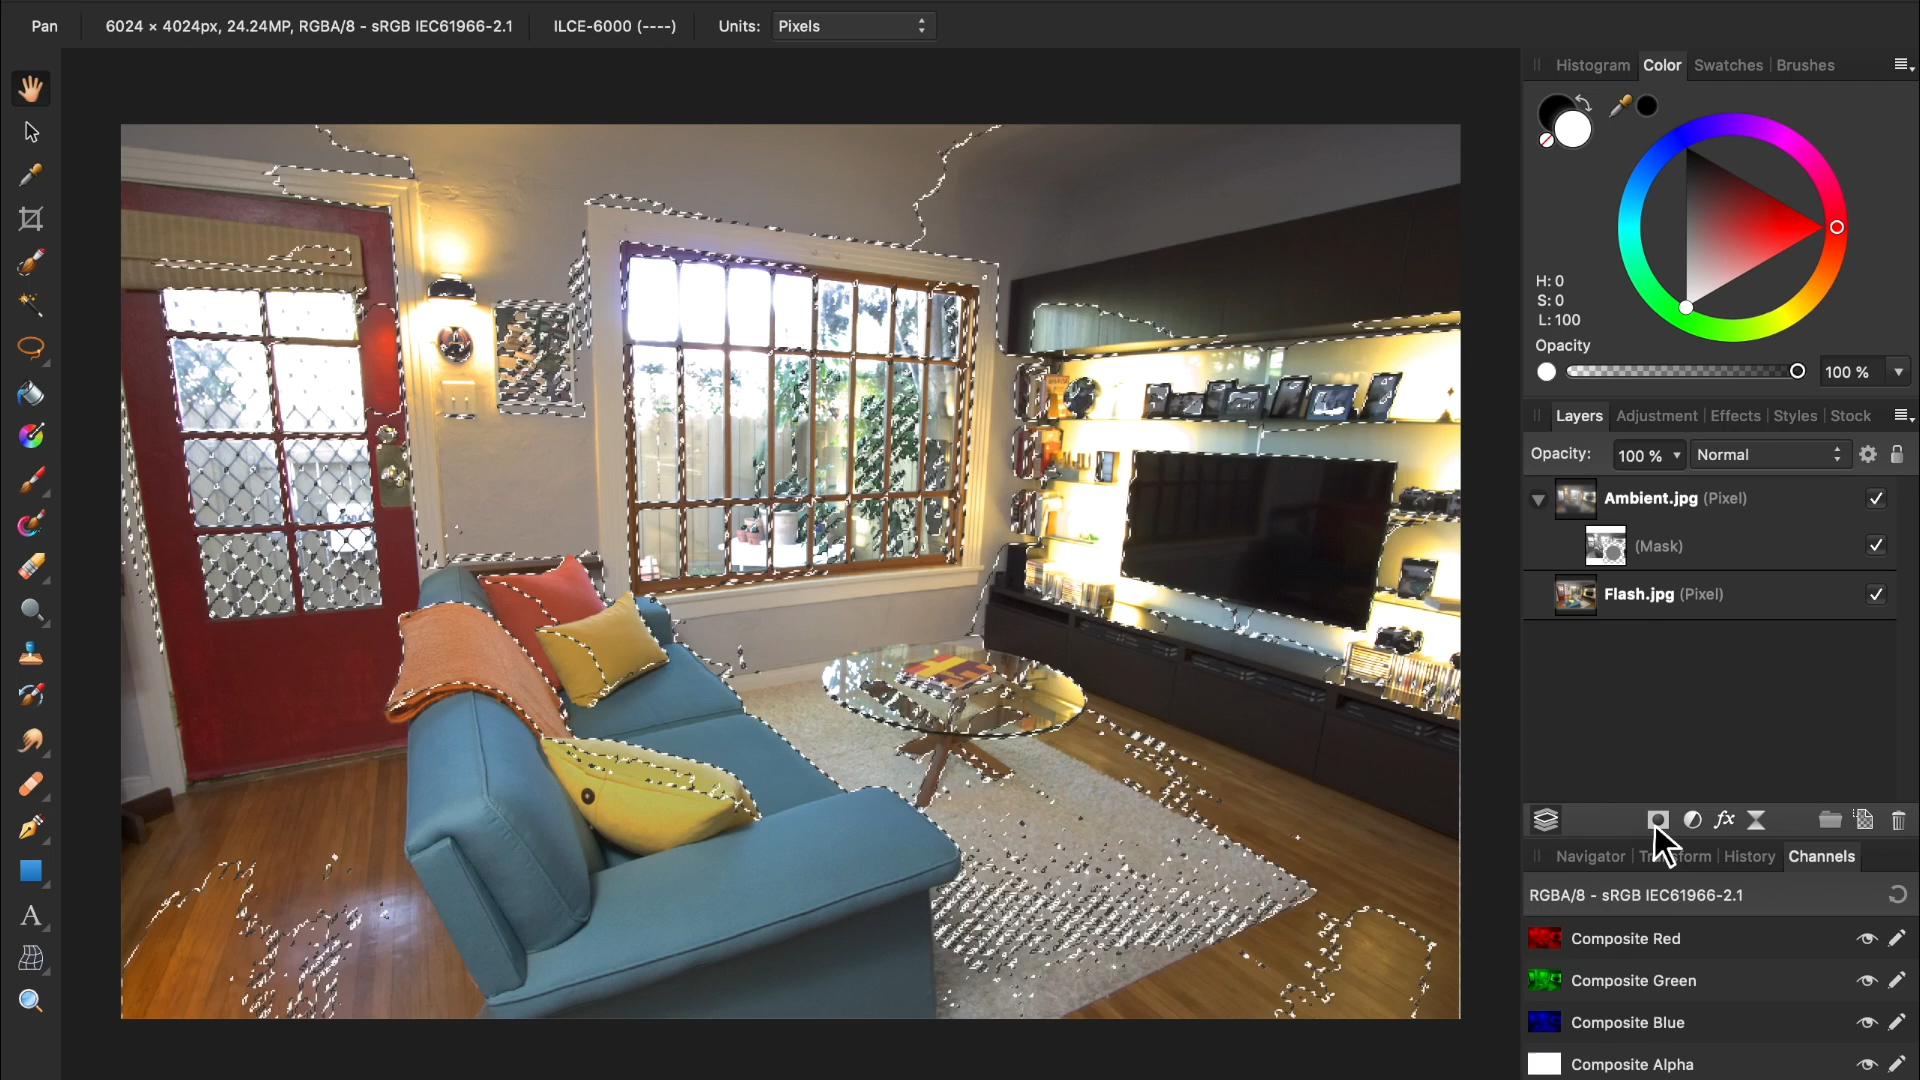 Pan 6024 × 4024px, 24.24MP, RGBA/8 - sRGB IEC61966-2.1 ILCE-6000 (----) Units: Pixels
Histogram Color Swatches Brushes
H: 0
S: 0
L: 100
Opacity
100 %
Layers Adjustment Effects Styles Stock
Opacity: 100 % Normal
Ambient.jpg (Pixel)
(Mask)
Flash.jpg (Pixel)
fx
Navigator Transform History Channels
RGBA/8 - sRGB IEC61966-2.1
Composite Red
Composite Green
Composite Blue
Composite Alpha
A